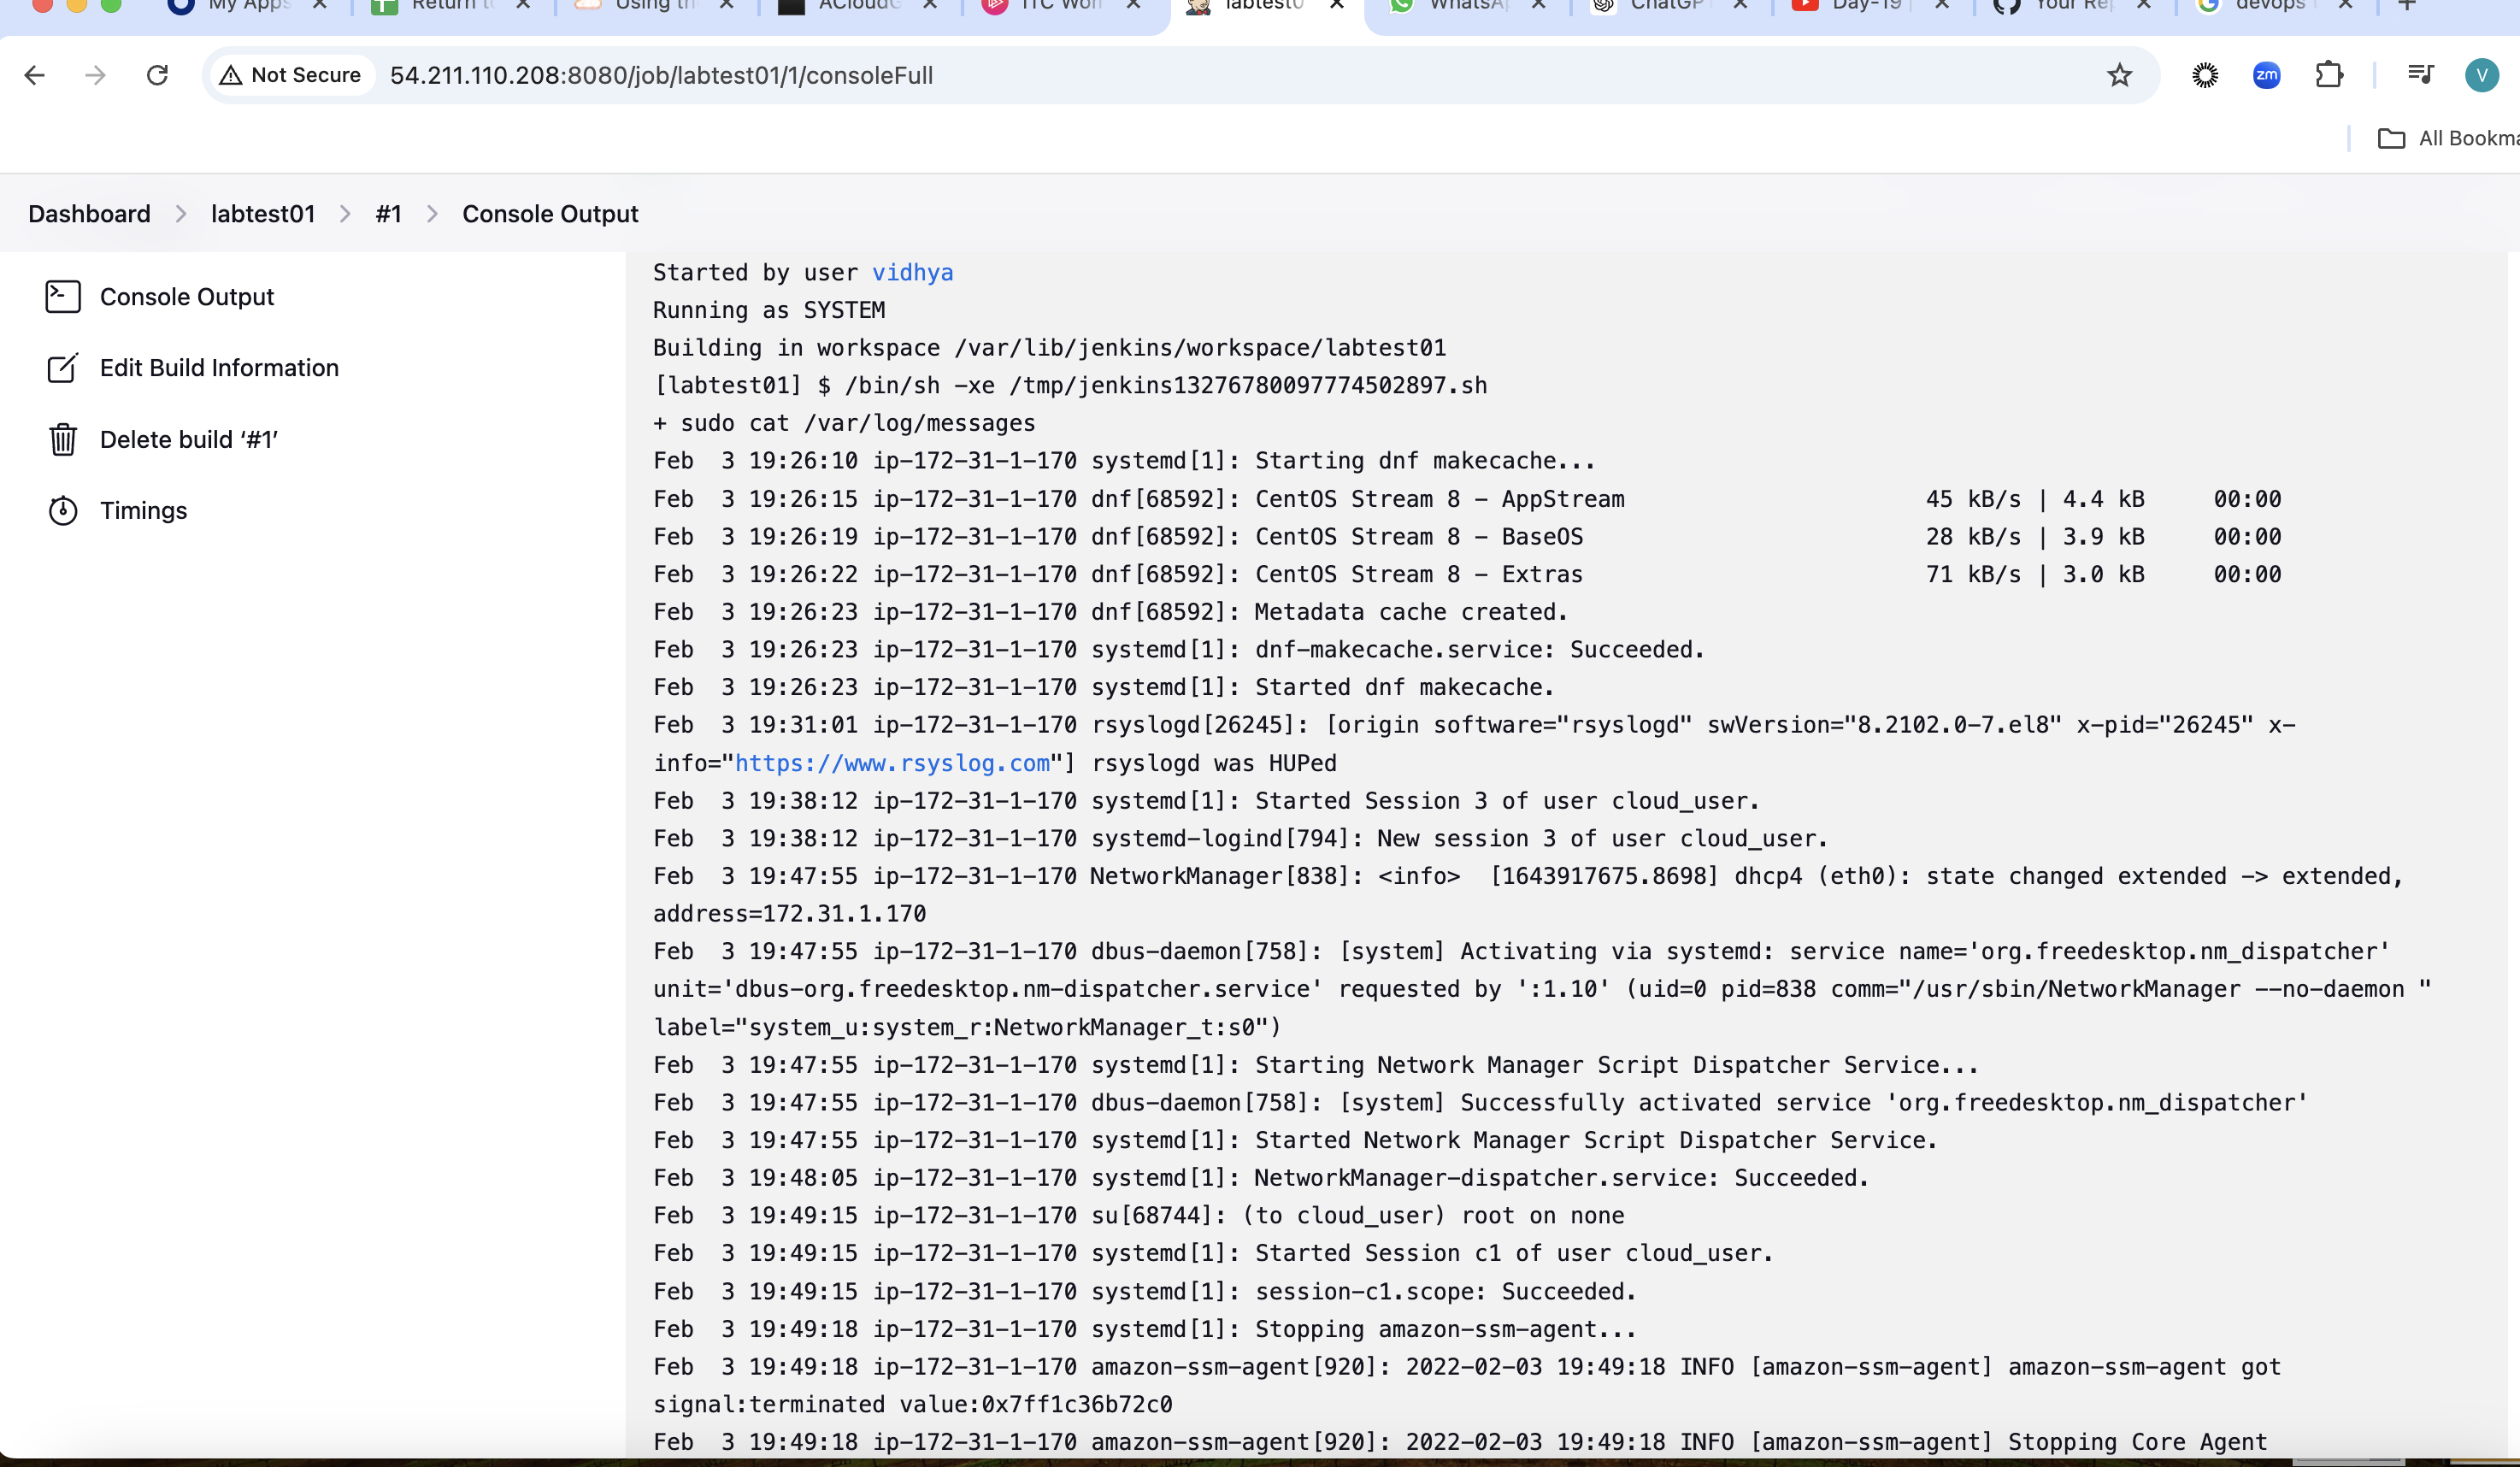 My Apps
Return to
Using th
ACloudG
ITC Wor
labtest0
WhatsA
ChatGP
Day-19
Your Re
devops
Not Secure
54.211.110.208:8080/job/labtest01/1/consoleFull
zm
V
All Bookma
Dashboard > labtest01 > #1 > Console Output
Console Output
Edit Build Information
Delete build ‘#1’
Timings
Started by user vidhya
Running as SYSTEM
Building in workspace /var/lib/jenkins/workspace/labtest01
[labtest01] $ /bin/sh -xe /tmp/jenkins13276780097774502897.sh
+ sudo cat /var/log/messages
Feb  3 19:26:10 ip-172-31-1-170 systemd[1]: Starting dnf makecache...
Feb  3 19:26:15 ip-172-31-1-170 dnf[68592]: CentOS Stream 8 - AppStream                      45 kB/s | 4.4 kB     00:00
Feb  3 19:26:19 ip-172-31-1-170 dnf[68592]: CentOS Stream 8 - BaseOS                         28 kB/s | 3.9 kB     00:00
Feb  3 19:26:22 ip-172-31-1-170 dnf[68592]: CentOS Stream 8 - Extras                         71 kB/s | 3.0 kB     00:00
Feb  3 19:26:23 ip-172-31-1-170 dnf[68592]: Metadata cache created.
Feb  3 19:26:23 ip-172-31-1-170 systemd[1]: dnf-makecache.service: Succeeded.
Feb  3 19:26:23 ip-172-31-1-170 systemd[1]: Started dnf makecache.
Feb  3 19:31:01 ip-172-31-1-170 rsyslogd[26245]: [origin software="rsyslogd" swVersion="8.2102.0-7.el8" x-pid="26245" x-
info="https://www.rsyslog.com"] rsyslogd was HUPed
Feb  3 19:38:12 ip-172-31-1-170 systemd[1]: Started Session 3 of user cloud_user.
Feb  3 19:38:12 ip-172-31-1-170 systemd-logind[794]: New session 3 of user cloud_user.
Feb  3 19:47:55 ip-172-31-1-170 NetworkManager[838]: <info>  [1643917675.8698] dhcp4 (eth0): state changed extended -> extended,
address=172.31.1.170
Feb  3 19:47:55 ip-172-31-1-170 dbus-daemon[758]: [system] Activating via systemd: service name='org.freedesktop.nm_dispatcher'
unit='dbus-org.freedesktop.nm-dispatcher.service' requested by ':1.10' (uid=0 pid=838 comm="/usr/sbin/NetworkManager --no-daemon "
label="system_u:system_r:NetworkManager_t:s0")
Feb  3 19:47:55 ip-172-31-1-170 systemd[1]: Starting Network Manager Script Dispatcher Service...
Feb  3 19:47:55 ip-172-31-1-170 dbus-daemon[758]: [system] Successfully activated service 'org.freedesktop.nm_dispatcher'
Feb  3 19:47:55 ip-172-31-1-170 systemd[1]: Started Network Manager Script Dispatcher Service.
Feb  3 19:48:05 ip-172-31-1-170 systemd[1]: NetworkManager-dispatcher.service: Succeeded.
Feb  3 19:49:15 ip-172-31-1-170 su[68744]: (to cloud_user) root on none
Feb  3 19:49:15 ip-172-31-1-170 systemd[1]: Started Session c1 of user cloud_user.
Feb  3 19:49:15 ip-172-31-1-170 systemd[1]: session-c1.scope: Succeeded.
Feb  3 19:49:18 ip-172-31-1-170 systemd[1]: Stopping amazon-ssm-agent...
Feb  3 19:49:18 ip-172-31-1-170 amazon-ssm-agent[920]: 2022-02-03 19:49:18 INFO [amazon-ssm-agent] amazon-ssm-agent got
signal:terminated value:0x7ff1c36b72c0
Feb  3 19:49:18 ip-172-31-1-170 amazon-ssm-agent[920]: 2022-02-03 19:49:18 INFO [amazon-ssm-agent] Stopping Core Agent